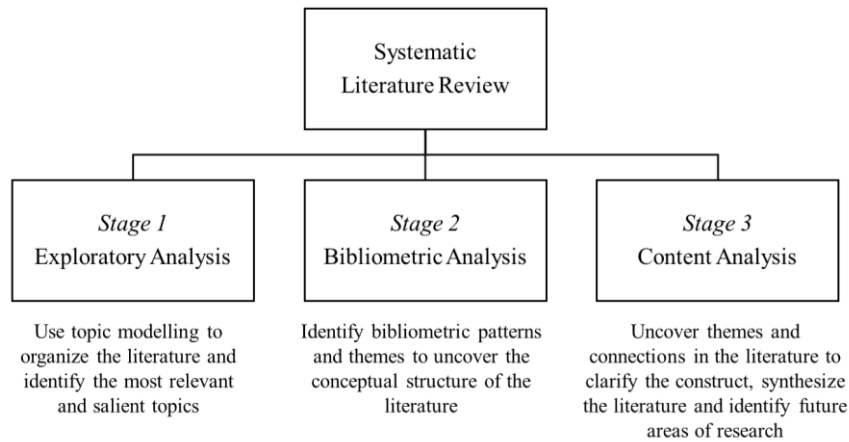 Systematic
Literature Review
Stage 1
Exploratory Analysis
Stage 2
Bibliometric Analysis
Stage 3
Content Analysis
Use topic modelling to
organize the literature and
identify the most relevant
and salient topics
Identify bibliometric patterns
and themes to uncover the
conceptual structure of the
literature
Uncover themes and
connections in the literature to
clarify the construct, synthesize
the literature and identify future
areas of research